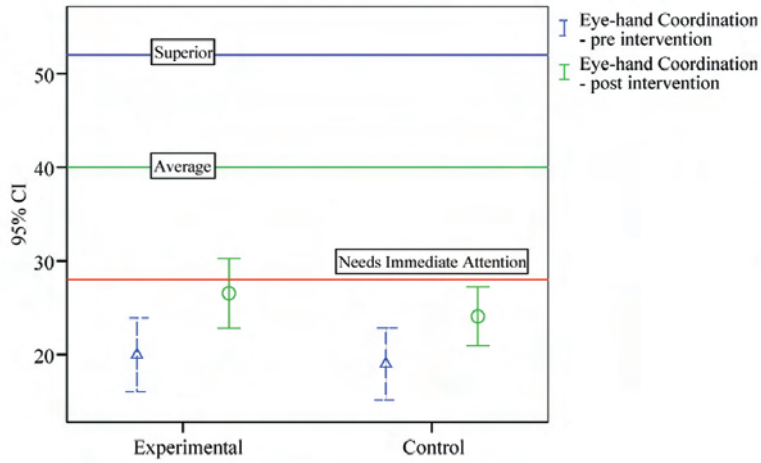 Superior
Average
Needs Immediate Attention
95% CI
50
40
30
20
Experimental
Control
Eye-hand Coordination
- pre intervention
Eye-hand Coordination
- post intervention